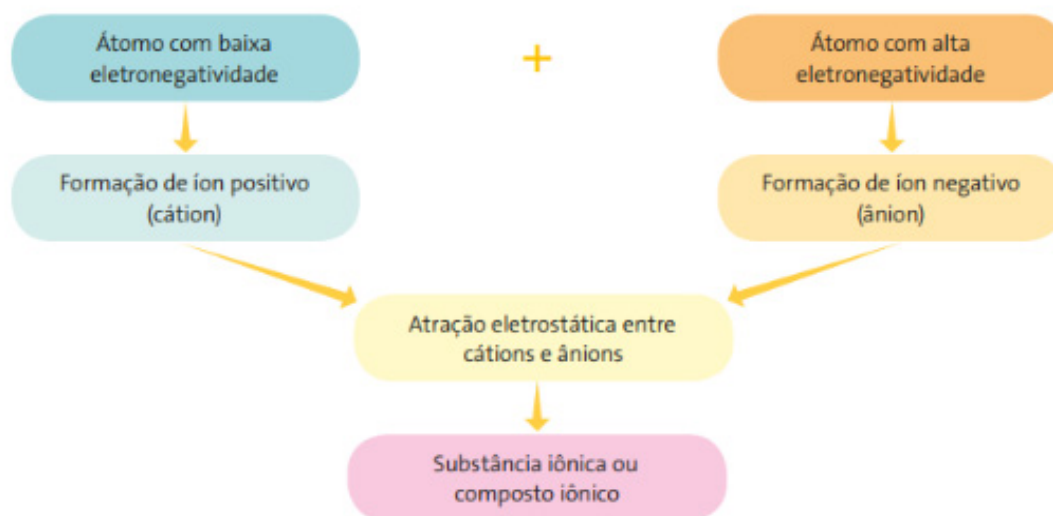 Átomo com baixa
eletronegatividade
+
Átomo com alta
eletronegatividade
Formação de íon positivo
(cátion)
Formação de íon negativo
(ânion)
Atração eletrostática entre
cátions e ânions
Substância iônica ou
composto iônico